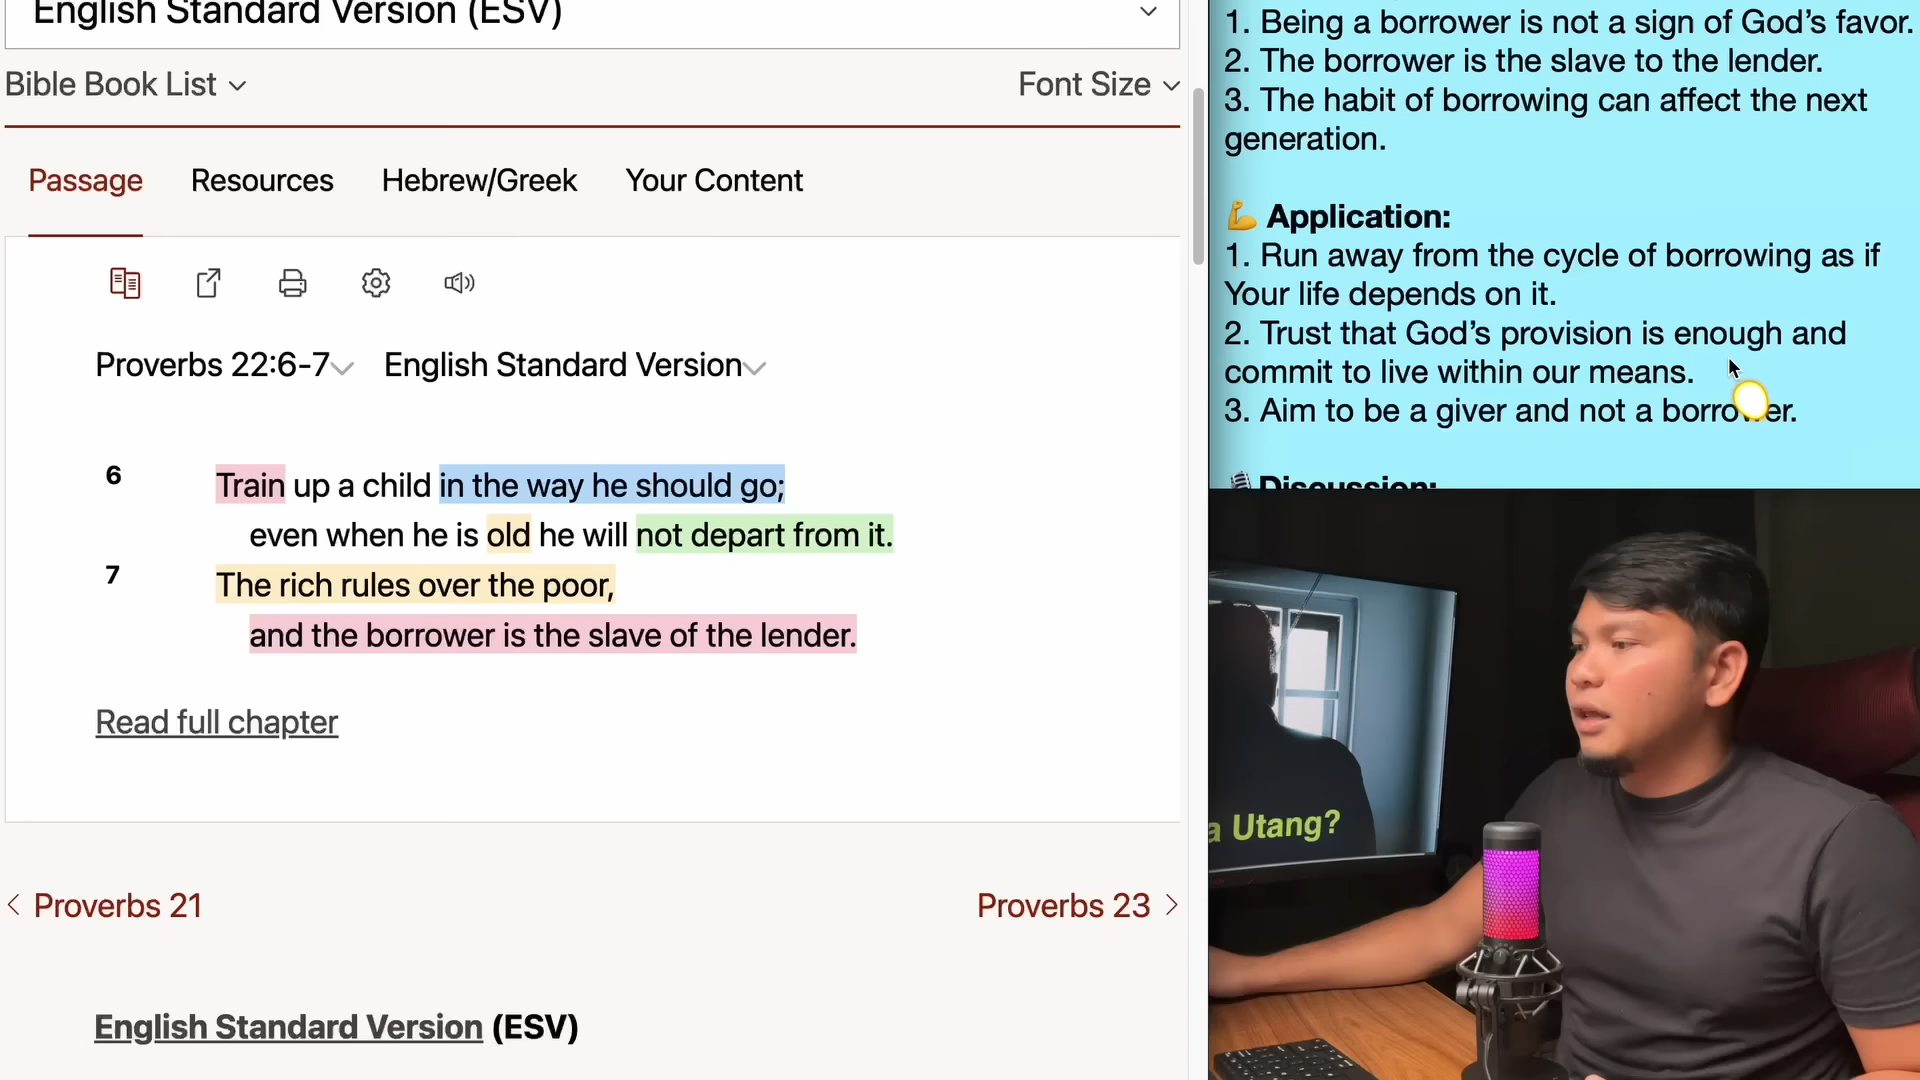 English Standard Version (ESV)
Bible Book List
Font Size
Passage
Resources
Hebrew/Greek
Your Content
Proverbs 22:6-7
English Standard Version
6 Train up a child in the way he should go;
even when he is old he will not depart from it.
7 The rich rules over the poor,
and the borrower is the slave of the lender.
Read full chapter
Proverbs 21
Proverbs 23
English Standard Version (ESV)
1. Being a borrower is not a sign of God’s favor.
2. The borrower is the slave to the lender.
3. The habit of borrowing can affect the next
generation.
💪 Application:
1. Run away from the cycle of borrowing as if
Your life depends on it.
2. Trust that God’s provision is enough and
commit to live within our means.
3. Aim to be a giver and not a borrower.
🎙️ Discussion:
a Utang?